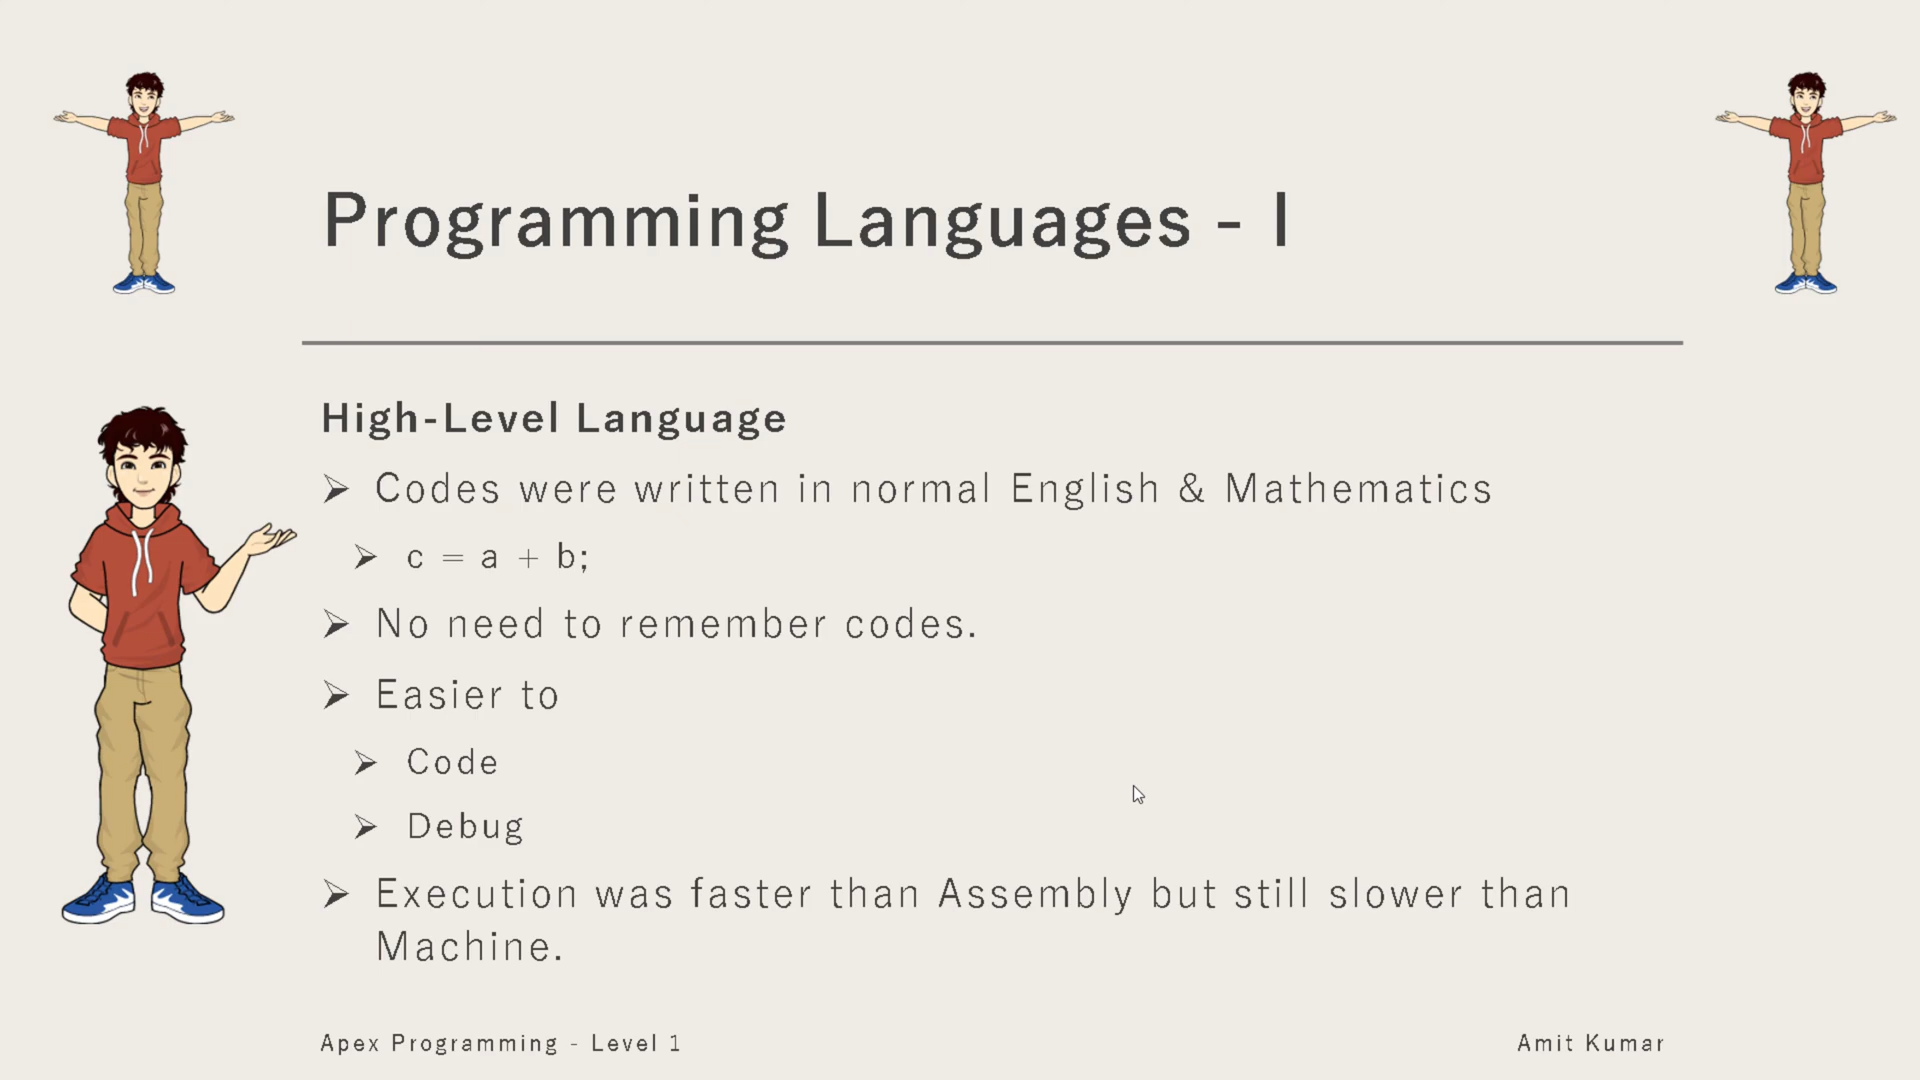 Programming Languages - I
High-Level Language
➢ Codes were written in normal English & Mathematics
➢ c = a + b;
➢ No need to remember codes.
➢ Easier to
➢ Code
➢ Debug
➢ Execution was faster than Assembly but still slower than
Machine.
Apex Programming - Level 1
Amit Kumar